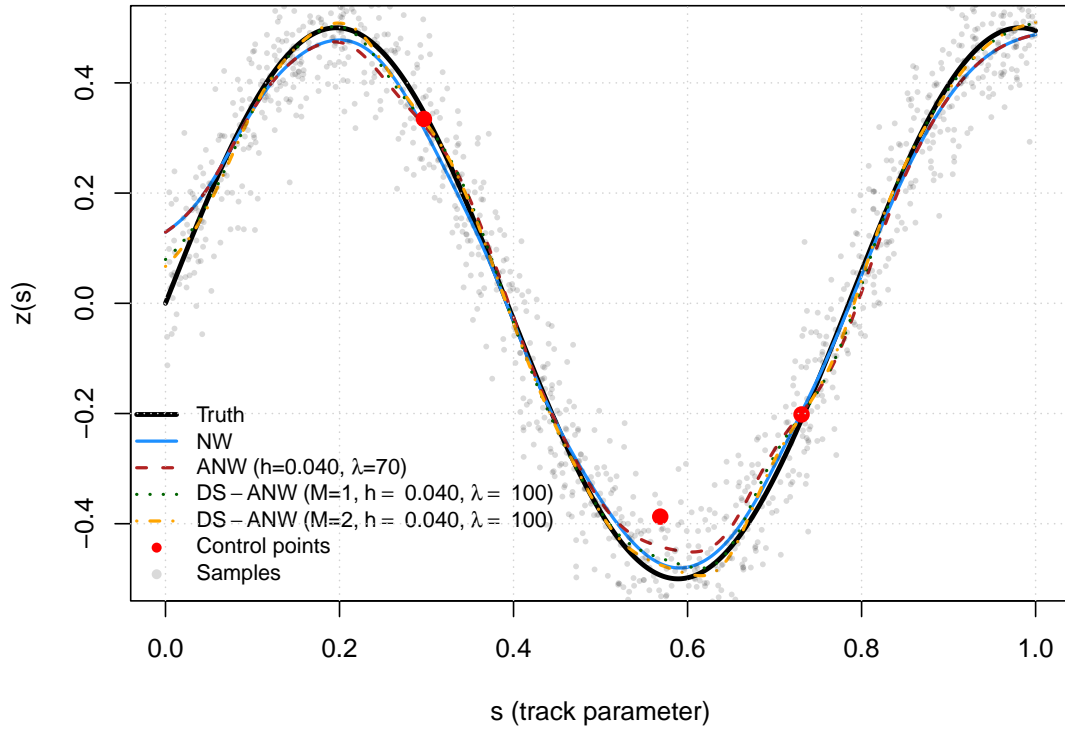 0.4
0.2
0.0
−0.2
−0.4
z(s)
Truth
NW
ANW (h=0.040, λ=70)
DS − ANW (M=1, h = 0.040, λ = 100)
DS − ANW (M=2, h = 0.040, λ = 100)
Control points
Samples
0.0 0.2 0.4 0.6 0.8 1.0
s (track parameter)